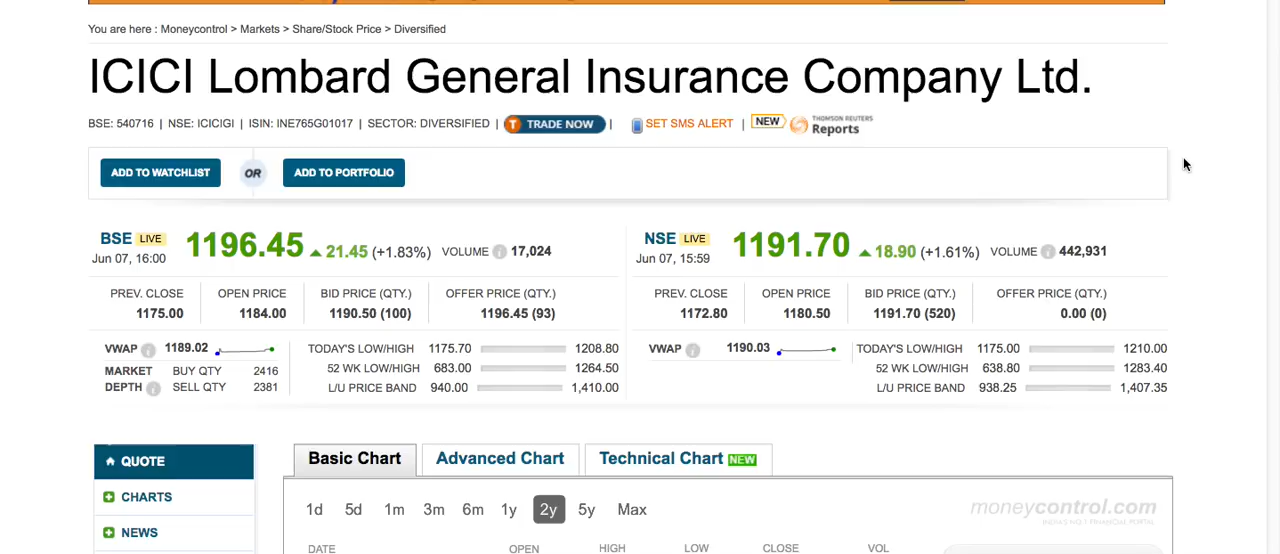 You are here : Moneycontrol > Markets > Share/Stock Price > Diversified
ICICI Lombard General Insurance Company Ltd.
BSE: 540716 | NSE: ICICIGI | ISIN: INE765G01017 | SECTOR: DIVERSIFIED | T TRADE NOW | SET SMS ALERT | NEW THOMSON REUTERS Reports
ADD TO WATCHLIST OR ADD TO PORTFOLIO
BSE LIVE 1196.45 21.45 (+1.83%) VOLUME i 17,024
Jun 07, 16:00
PREV. CLOSE OPEN PRICE BID PRICE (QTY.) OFFER PRICE (QTY.)
1175.00 1184.00 1190.50 (100) 1196.45 (93)
VWAP i 1189.02 TODAY'S LOW/HIGH 1175.70 1208.80
MARKET BUY QTY 2416 52 WK LOW/HIGH 683.00 1264.50
DEPTH i SELL QTY 2381 L/U PRICE BAND 940.00 1,410.00
NSE LIVE 1191.70 18.90 (+1.61%) VOLUME i 442,931
Jun 07, 15:59
PREV. CLOSE OPEN PRICE BID PRICE (QTY.) OFFER PRICE (QTY.)
1172.80 1180.50 1191.70 (520) 0.00 (0)
VWAP i 1190.03 TODAY'S LOW/HIGH 1175.00 1210.00
52 WK LOW/HIGH 638.80 1283.40
L/U PRICE BAND 938.25 1,407.35
QUOTE
CHARTS
NEWS
Basic Chart Advanced Chart Technical Chart NEW
1d 5d 1m 3m 6m 1y 2y 5y Max
moneycontrol.com
INDIA'S NO.1 FINANCIAL PORTAL
DATE OPEN HIGH LOW CLOSE VOL